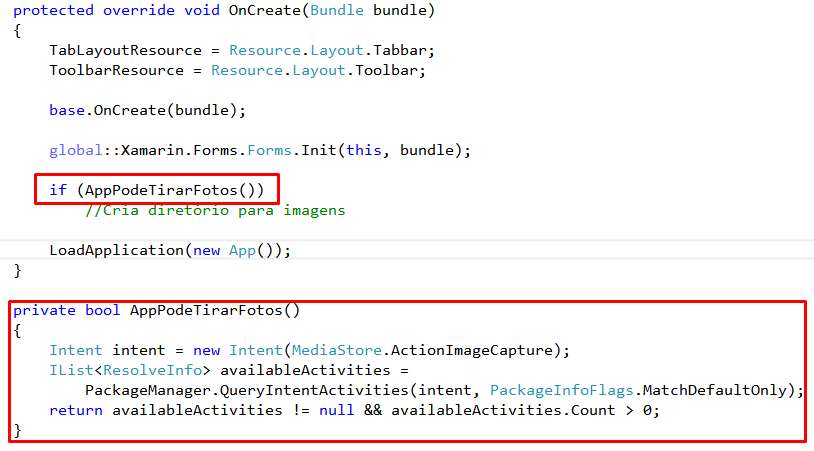 protected override void OnCreate(Bundle bundle)
{
    TabLayoutResource = Resource.Layout.Tabbar;
    ToolbarResource = Resource.Layout.Toolbar;
    base.OnCreate(bundle);
    global::Xamarin.Forms.Forms.Init(this, bundle);
    if (AppPodeTirarFotos())
        //Cria diretório para imagens
    LoadApplication(new App());
}
private bool AppPodeTirarFotos()
{
    Intent intent = new Intent(MediaStore.ActionImageCapture);
    IList<ResolveInfo> availableActivities =
        PackageManager.QueryIntentActivities(intent, PackageInfoFlags.MatchDefaultOnly);
    return availableActivities != null && availableActivities.Count > 0;
}